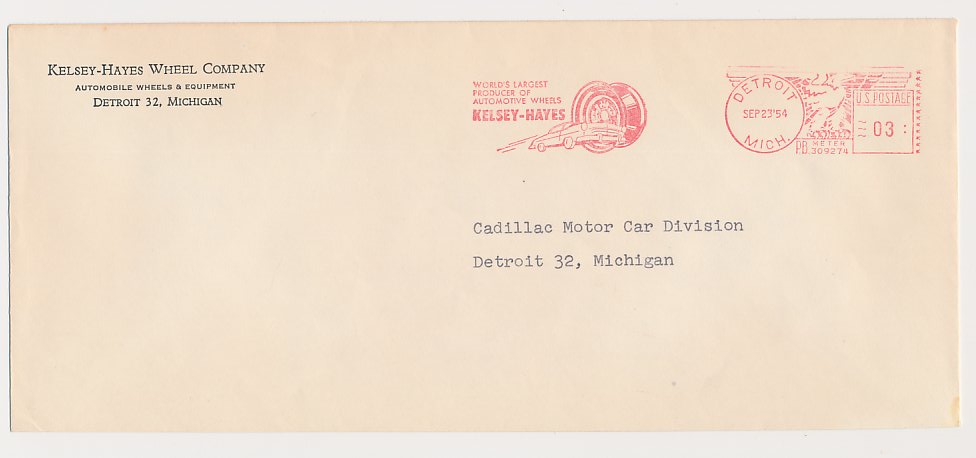 KELSEY-HAYES WHEEL COMPANY
AUTOMOBILE WHEELS & EQUIPMENT
DETROIT 32, MICHIGAN
WORLD'S LARGEST
PRODUCER OF
AUTOMOTIVE WHEELS
KELSEY-HAYES
DETROIT
SEP 23 '54
MICH.
U.S. POSTAGE
03
P.B. METER
309274
Cadillac Motor Car Division
Detroit 32, Michigan